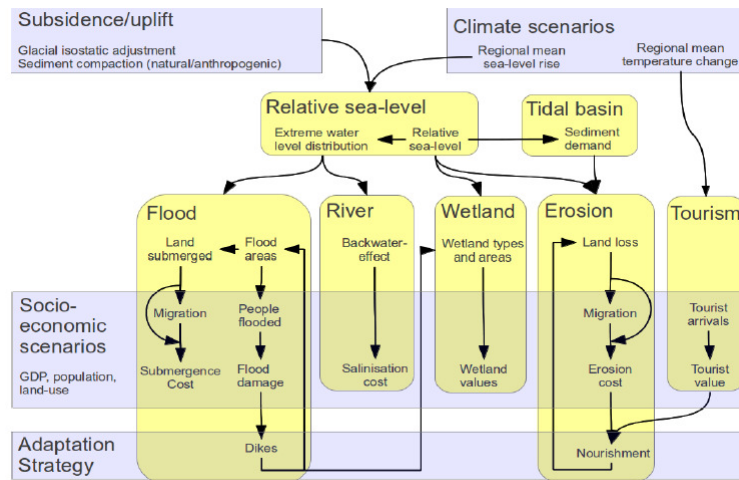 Subsidence/uplift
Glacial isostatic adjustment
Sediment compaction (natural/anthropogenic)
Climate scenarios
Regional mean
sea-level rise
Regional mean
temperature change
Relative sea-level
Extreme water
level distribution
Relative
sea-level
Tidal basin
Sediment
demand
Flood
Land
submerged
Flood
areas
Migration
People
flooded
Submergence
Cost
Flood
damage
Dikes
River
Backwater-
effect
Salinisation
cost
Wetland
Wetland types
and areas
Wetland
values
Erosion
Land loss
Migration
Erosion
cost
Nourishment
Tourism
Tourist
arrivals
Tourist
value
Socio-
economic
scenarios
GDP, population,
land-use
Adaptation
Strategy